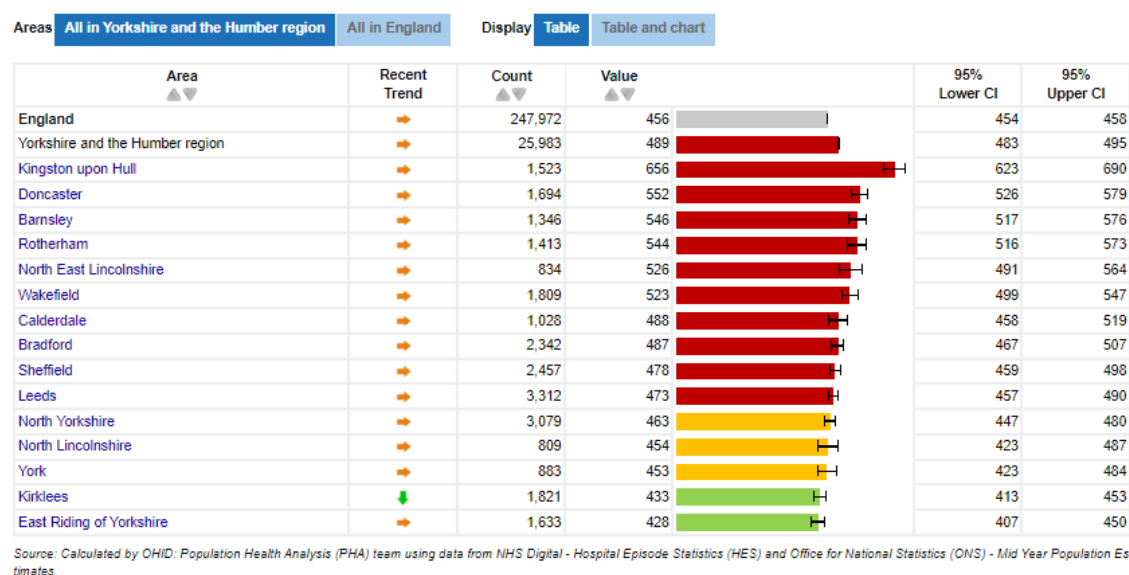 Areas All in Yorkshire and the Humber region All in England Display Table Table and chart
Area Recent Trend Count Value 95% Lower CI 95% Upper CI
England 247,972 456 454 458
Yorkshire and the Humber region 25,983 489 483 495
Kingston upon Hull 1,523 656 623 690
Doncaster 1,694 552 526 579
Barnsley 1,346 546 517 576
Rotherham 1,413 544 516 573
North East Lincolnshire 834 526 491 564
Wakefield 1,809 523 499 547
Calderdale 1,028 488 458 519
Bradford 2,342 487 467 507
Sheffield 2,457 478 459 498
Leeds 3,312 473 457 490
North Yorkshire 3,079 463 447 480
North Lincolnshire 809 454 423 487
York 883 453 423 484
Kirklees 1,821 433 413 453
East Riding of Yorkshire 1,633 428 407 450
Source: Calculated by OHID: Population Health Analysis (PHA) team using data from NHS Digital - Hospital Episode Statistics (HES) and Office for National Statistics (ONS) - Mid Year Population Es
timates.